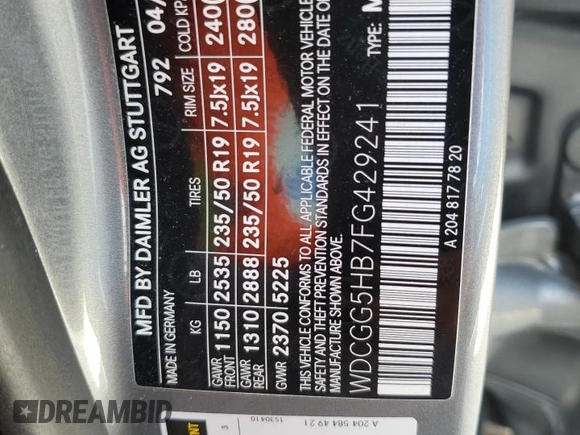 MFD BY DAIMLER AG STUTTGART
MADE IN GERMANY 792 04/
KG LB TIRES RIM SIZE COLD KP
GAWR FRONT 1150 2535 235/50 R19 7.5Jx19 240
GAWR REAR 1310 2888 235/50 R19 7.5Jx19 280
GVWR 2370 5225
THIS VEHICLE CONFORMS TO ALL APPLICABLE FEDERAL MOTOR VEHICLE
SAFETY AND THEFT PREVENTION STANDARDS IN EFFECT ON THE DATE OF
MANUFACTURE SHOWN ABOVE.
WDCGG5HB7FG429241 TYPE: M
A 204 817 78 20
A 204 584 49 21
1S30410
DREAMBID